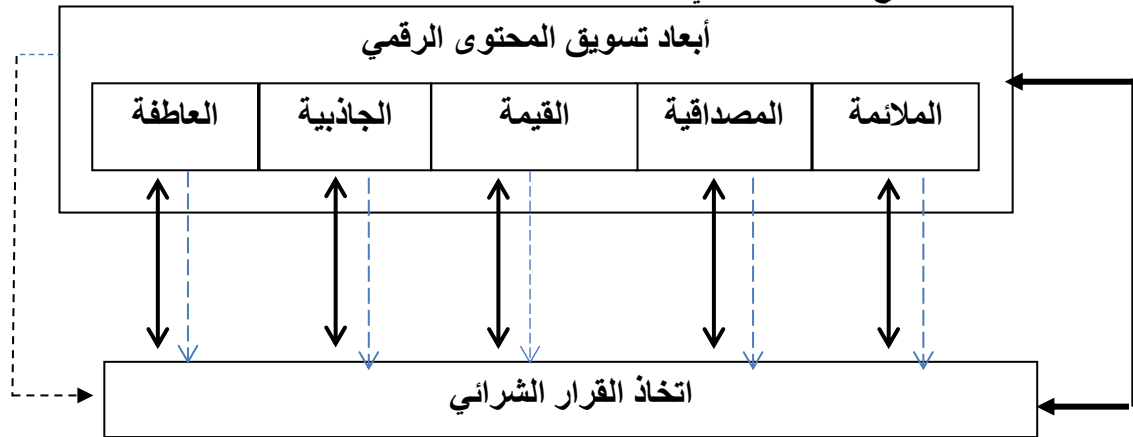 أبعاد تسويق المحتوى الرقمي
الملائمة
المصداقية
القيمة
الجاذبية
العاطفة
اتخاذ القرار الشرائي